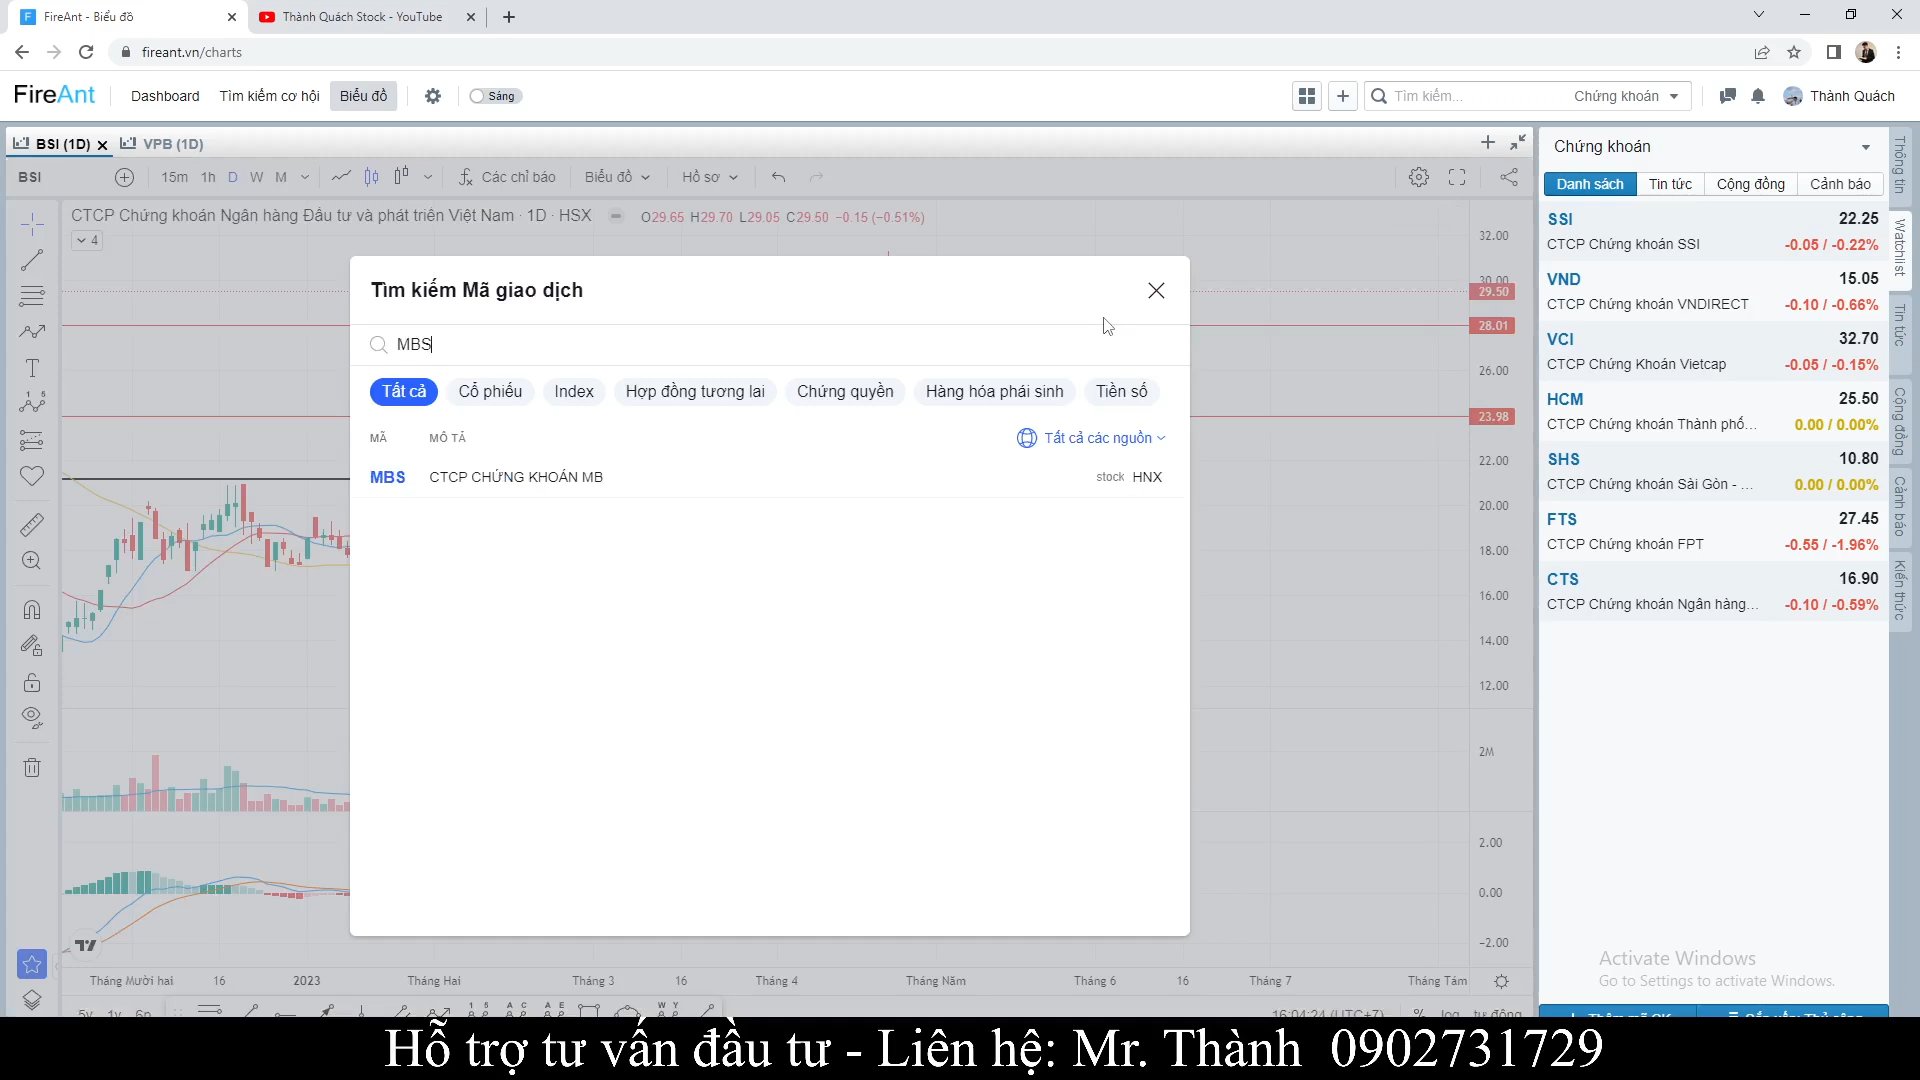 FireAnt - Biểu đồ
Thành Quách Stock - YouTube
fireant.vn/charts
FireAnt
Dashboard
Tìm kiếm cơ hội
Biểu đồ
Sáng
Tìm kiếm...
Chứng khoán
Thành Quách
BSI (1D)
VPB (1D)
BSI
15m 1h D W M
Các chỉ báo
Biểu đồ
Hồ sơ
CTCP Chứng khoán Ngân hàng Đầu tư và phát triển Việt Nam · 1D · HSX
O29.65 H29.70 L29.05 C29.50 -0.15 (-0.51%)
4
Tìm kiếm Mã giao dịch
MBS
Tất cả
Cổ phiếu
Index
Hợp đồng tương lai
Chứng quyền
Hàng hóa phái sinh
Tiền số
MÃ
MÔ TẢ
Tất cả các nguồn
MBS
CTCP CHỨNG KHOÁN MB
stock HNX
32.00
30.00
29.50
28.01
26.00
23.98
22.00
20.00
18.00
16.00
14.00
12.00
2M
2.00
0.00
-2.00
Tháng Mười hai
16
2023
Tháng Hai
Tháng 3
16
Tháng 4
Tháng Năm
Tháng 6
16
Tháng 7
Tháng Tám
5y 1y 6p
16:04:24 (UTC+7)
% log tự động
Chứng khoán
Danh sách
Tin tức
Cộng đồng
Cảnh báo
SSI 22.25
CTCP Chứng khoán SSI -0.05 / -0.22%
VND 15.05
CTCP Chứng khoán VNDIRECT -0.10 / -0.66%
VCI 32.70
CTCP Chứng Khoán Vietcap -0.05 / -0.15%
HCM 25.50
CTCP Chứng khoán Thành phố... 0.00 / 0.00%
SHS 10.80
CTCP Chứng khoán Sài Gòn - ... 0.00 / 0.00%
FTS 27.45
CTCP Chứng khoán FPT -0.55 / -1.96%
CTS 16.90
CTCP Chứng khoán Ngân hàng... -0.10 / -0.59%
Thông tin
Watchlist
Tin tức
Cộng đồng
Cảnh báo
Kiến thức
Activate Windows
Go to Settings to activate Windows.
Hỗ trợ tư vấn đầu tư - Liên hệ: Mr. Thành 0902731729